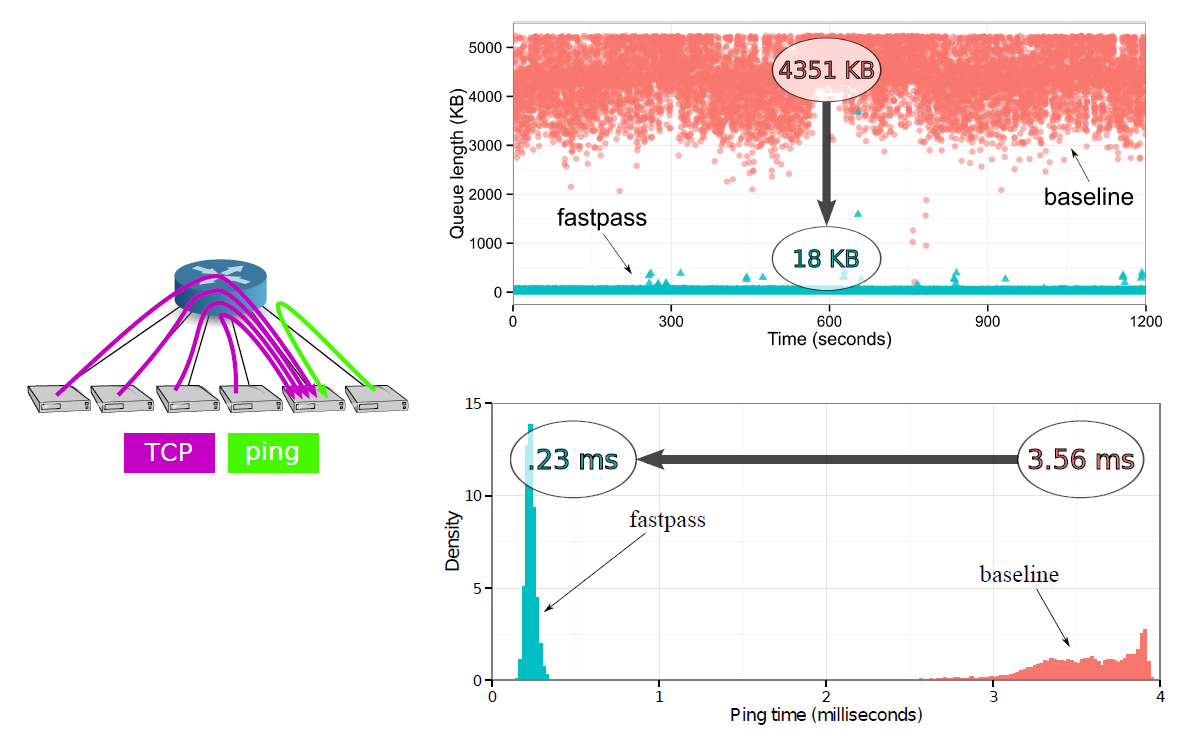 TCP
ping
Queue length (KB)
5000
4000
3000
2000
1000
0
4351 KB
18 KB
fastpass
baseline
0
300
600
900
1200
Time (seconds)
Density
15
10
5
0
.23 ms
3.56 ms
fastpass
baseline
0
1
2
3
4
Ping time (milliseconds)